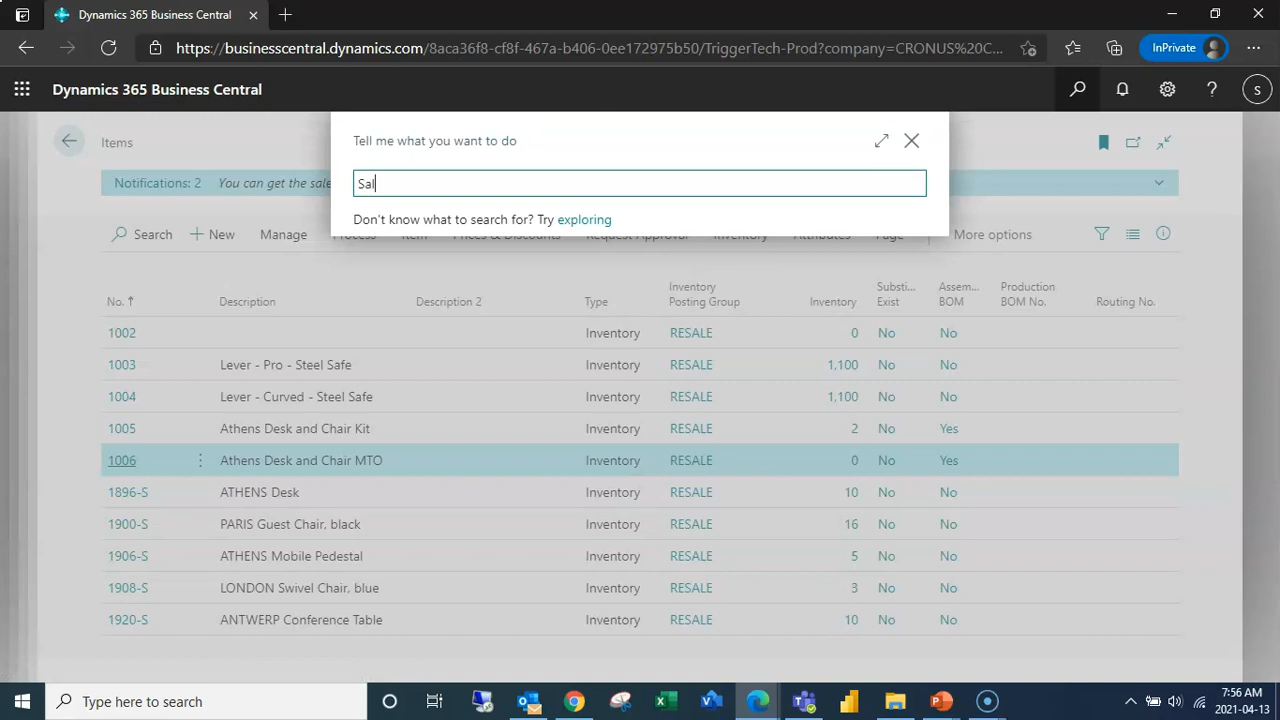 Dynamics 365 Business Central
https://businesscentral.dynamics.com/8aca36f8-cf8f-467a-b406-0ee172975b50/TriggerTech-Prod?company=CRONUS%20C...
InPrivate
Dynamics 365 Business Central
S
Tell me what you want to do
Items
Notifications: 2 You can get the sale
Sal
Don't know what to search for? Try exploring
Search New Manage Process Item Prices & Discounts Request Approval Inventory Attributes Page More options
No. ↑ Description Description 2 Type Inventory Posting Group Inventory Substi... Exist Assem... BOM Production BOM No. Routing No.
1002 Inventory RESALE 0 No No
1003 Lever - Pro - Steel Safe Inventory RESALE 1,100 No No
1004 Lever - Curved - Steel Safe Inventory RESALE 1,100 No No
1005 Athens Desk and Chair Kit Inventory RESALE 2 No Yes
1006 Athens Desk and Chair MTO Inventory RESALE 0 No Yes
1896-S ATHENS Desk Inventory RESALE 10 No No
1900-S PARIS Guest Chair, black Inventory RESALE 16 No No
1906-S ATHENS Mobile Pedestal Inventory RESALE 5 No No
1908-S LONDON Swivel Chair, blue Inventory RESALE 3 No No
1920-S ANTWERP Conference Table Inventory RESALE 10 No No
Type here to search
7:56 AM
2021-04-13